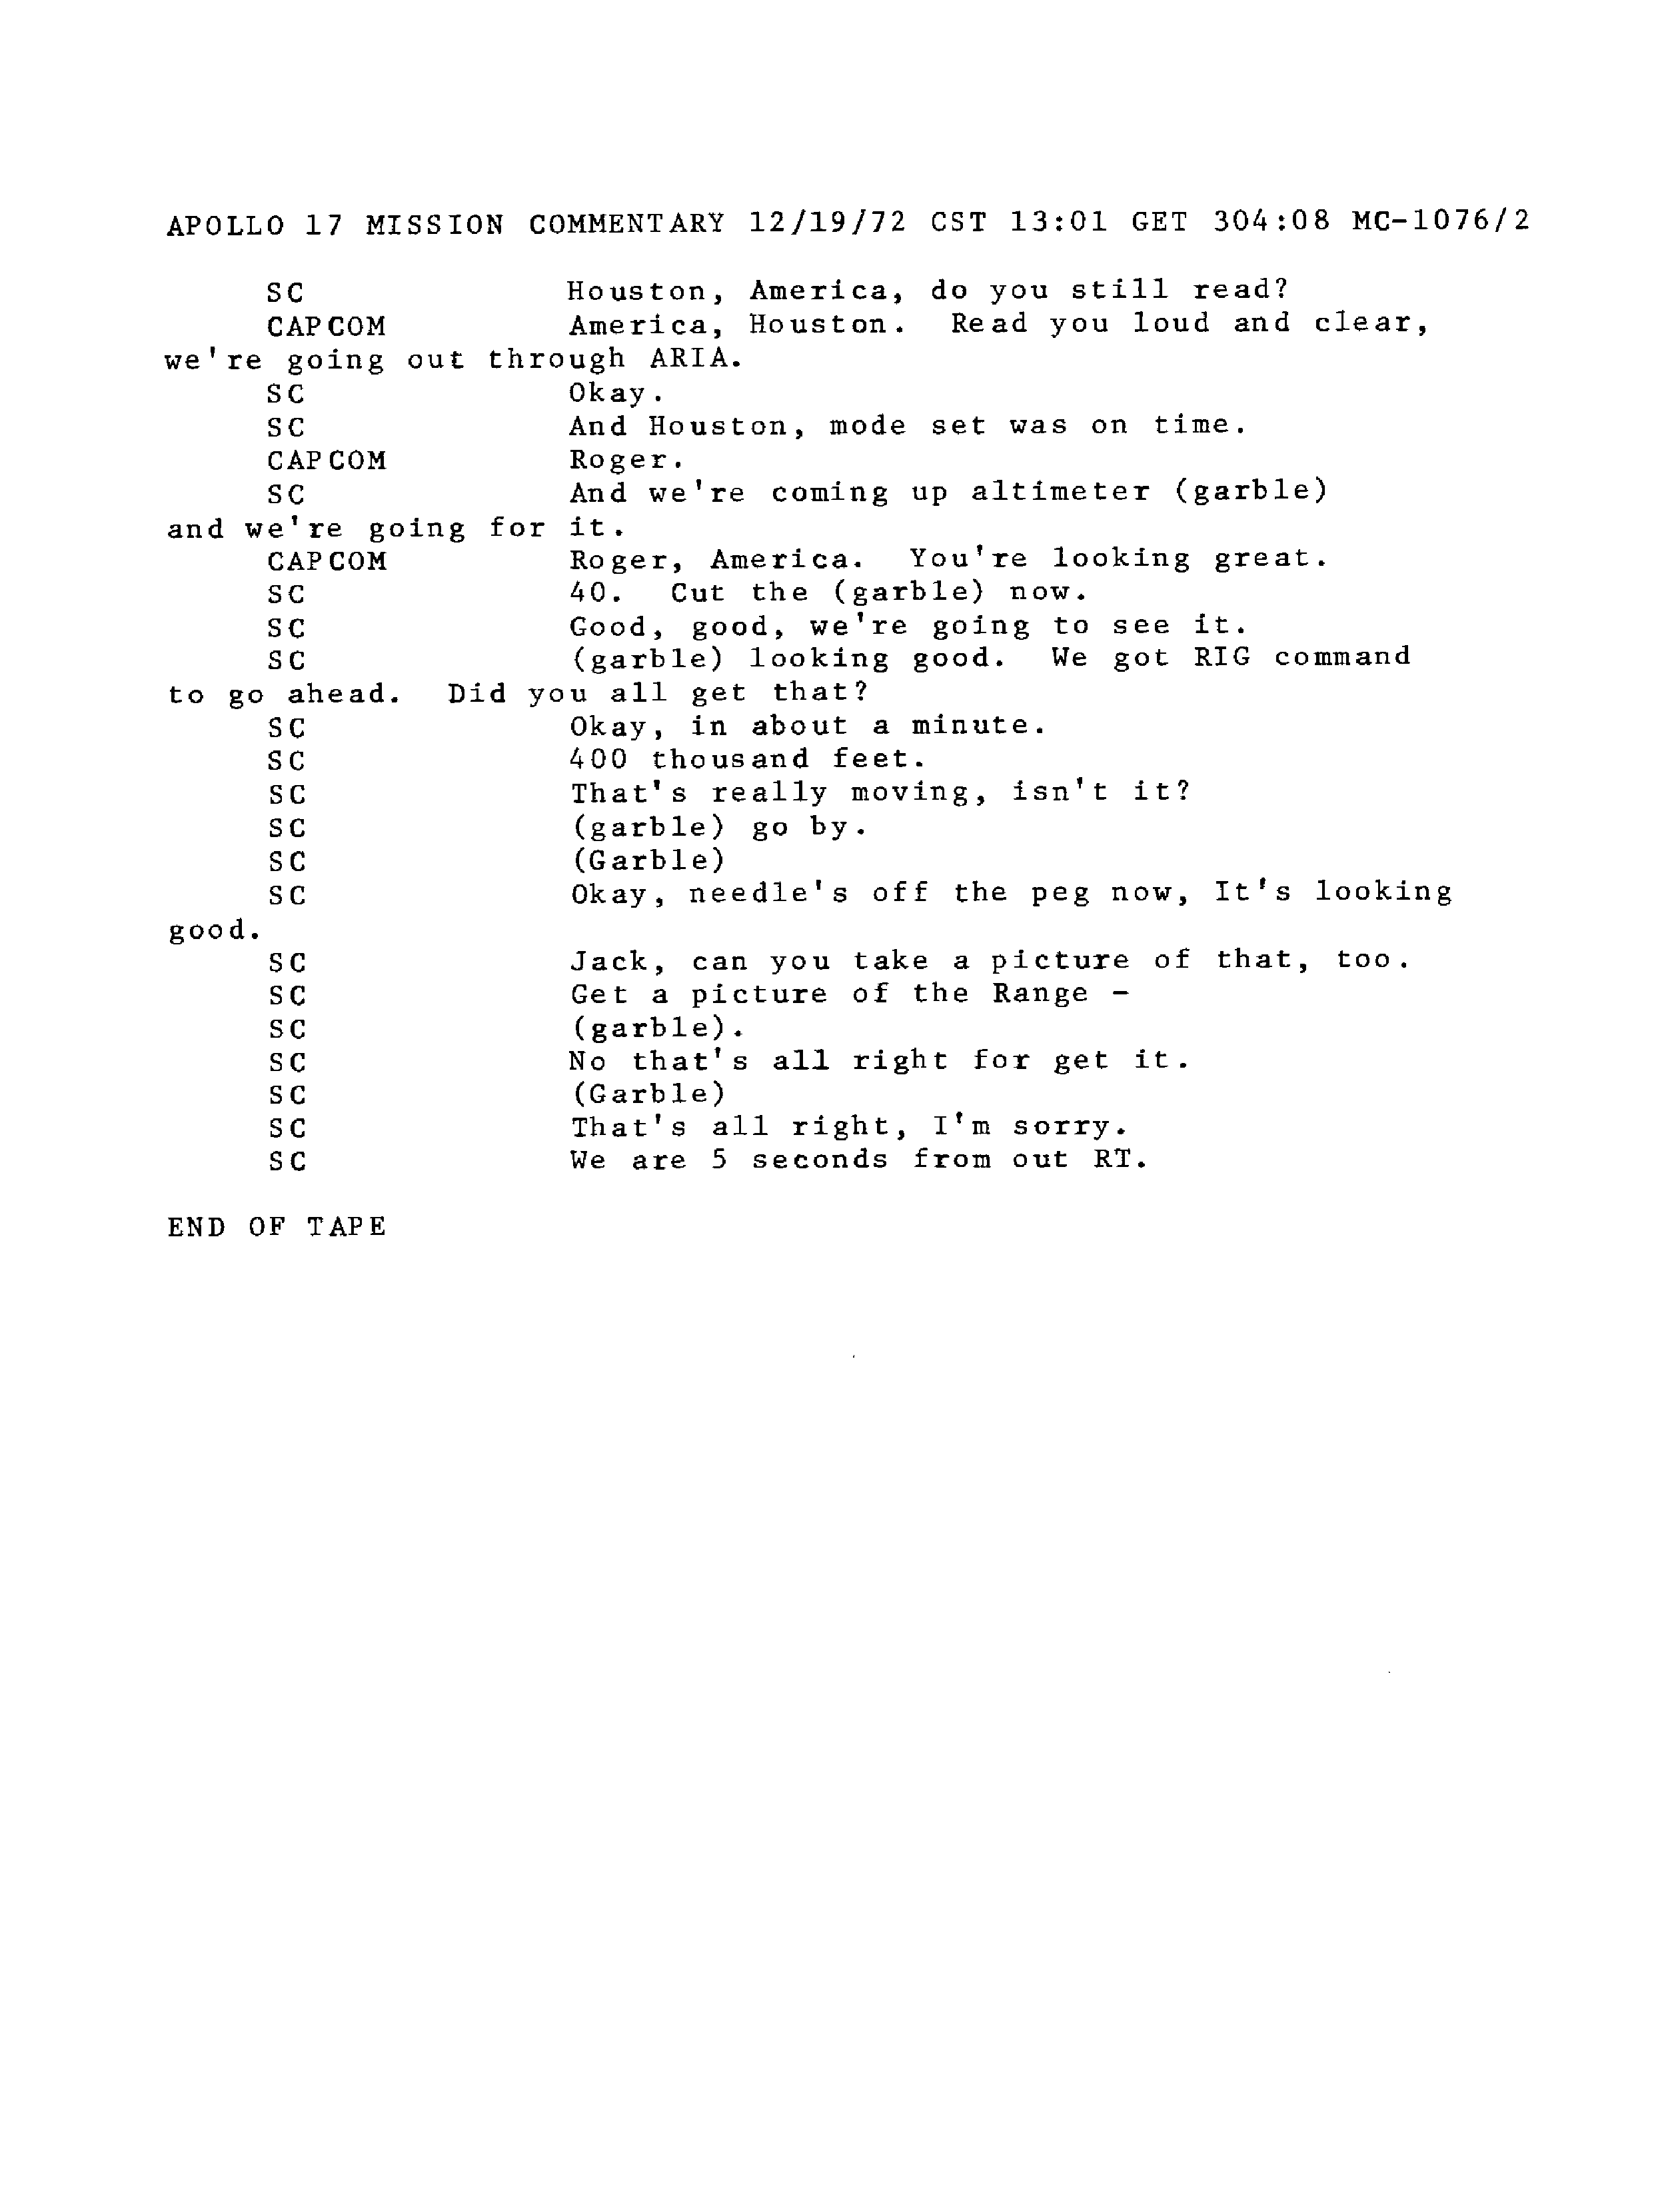 APOLLO 17 MISSION COMMENTARY 12/19/72 CST 13:01 GET 304:08 MC-1076/2
SC Houston, America, do you still read?
CAPCOM America, Houston. Read you loud and clear,
we're going out through ARIA.
SC Okay.
SC And Houston, mode set was on time.
CAPCOM Roger.
SC And we're coming up altimeter (garble)
and we're going for it.
CAPCOM Roger, America. You're looking great.
SC 40. Cut the (garble) now.
SC Good, good, we're going to see it.
SC (garble) looking good. We got RIG command
to go ahead. Did you all get that?
SC Okay, in about a minute.
SC 400 thousand feet.
SC That's really moving, isn't it?
SC (garble) go by.
SC (Garble)
SC Okay, needle's off the peg now, It's looking
good.
SC Jack, can you take a picture of that, too.
SC Get a picture of the Range -
SC (garble).
SC No that's all right for get it.
SC (Garble)
SC That's all right, I'm sorry.
SC We are 5 seconds from out RT.
END OF TAPE